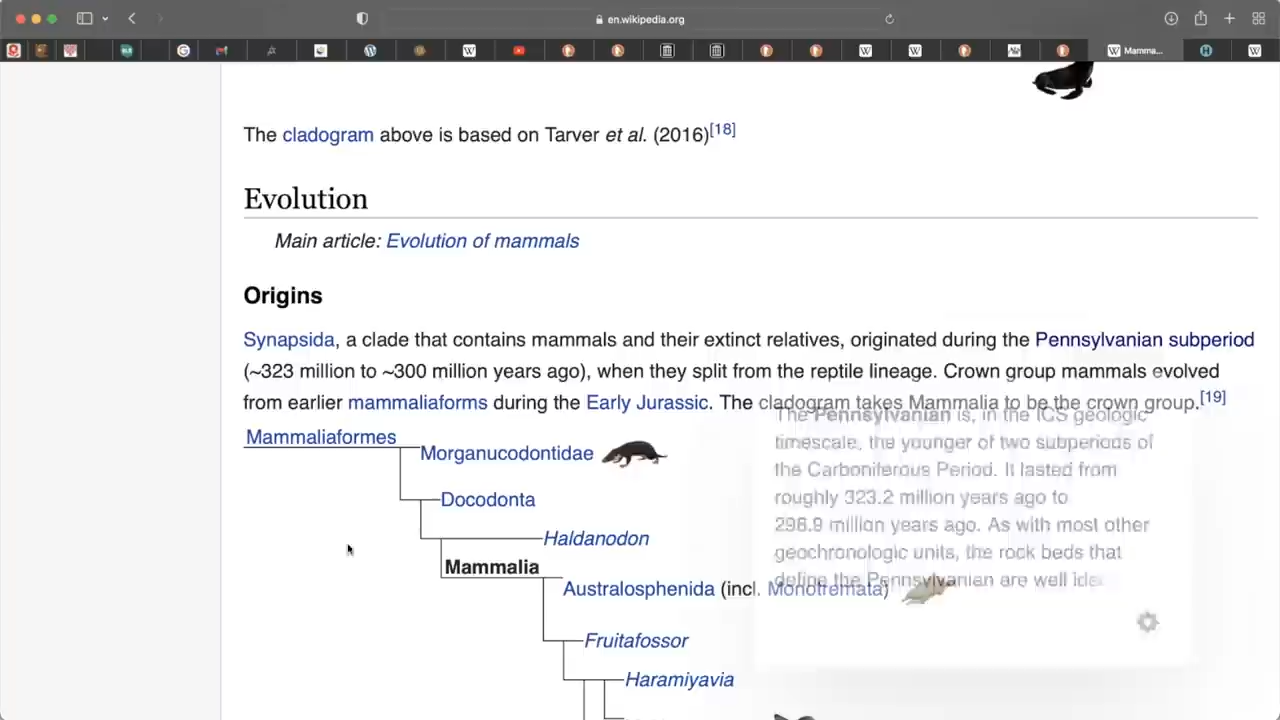 en.wikipedia.org
Mamma...
The cladogram above is based on Tarver et al. (2016)[18]
Evolution
Main article: Evolution of mammals
Origins
Synapsida, a clade that contains mammals and their extinct relatives, originated during the Pennsylvanian subperiod
(~323 million to ~300 million years ago), when they split from the reptile lineage. Crown group mammals evolved
from earlier mammaliaforms during the Early Jurassic. The cladogram takes Mammalia to be the crown group.[19]
The Pennsylvanian is, in the ICS geologic
timescale, the younger of two subperiods of
the Carboniferous Period. It lasted from
roughly 323.2 million years ago to
298.9 million years ago. As with most other
geochronologic units, the rock beds that
define the Pennsylvanian are well ide
Mammaliaformes
Morganucodontidae
Docodonta
Haldanodon
Mammalia
Australosphenida (incl. Monotremata)
Fruitafossor
Haramiyavia